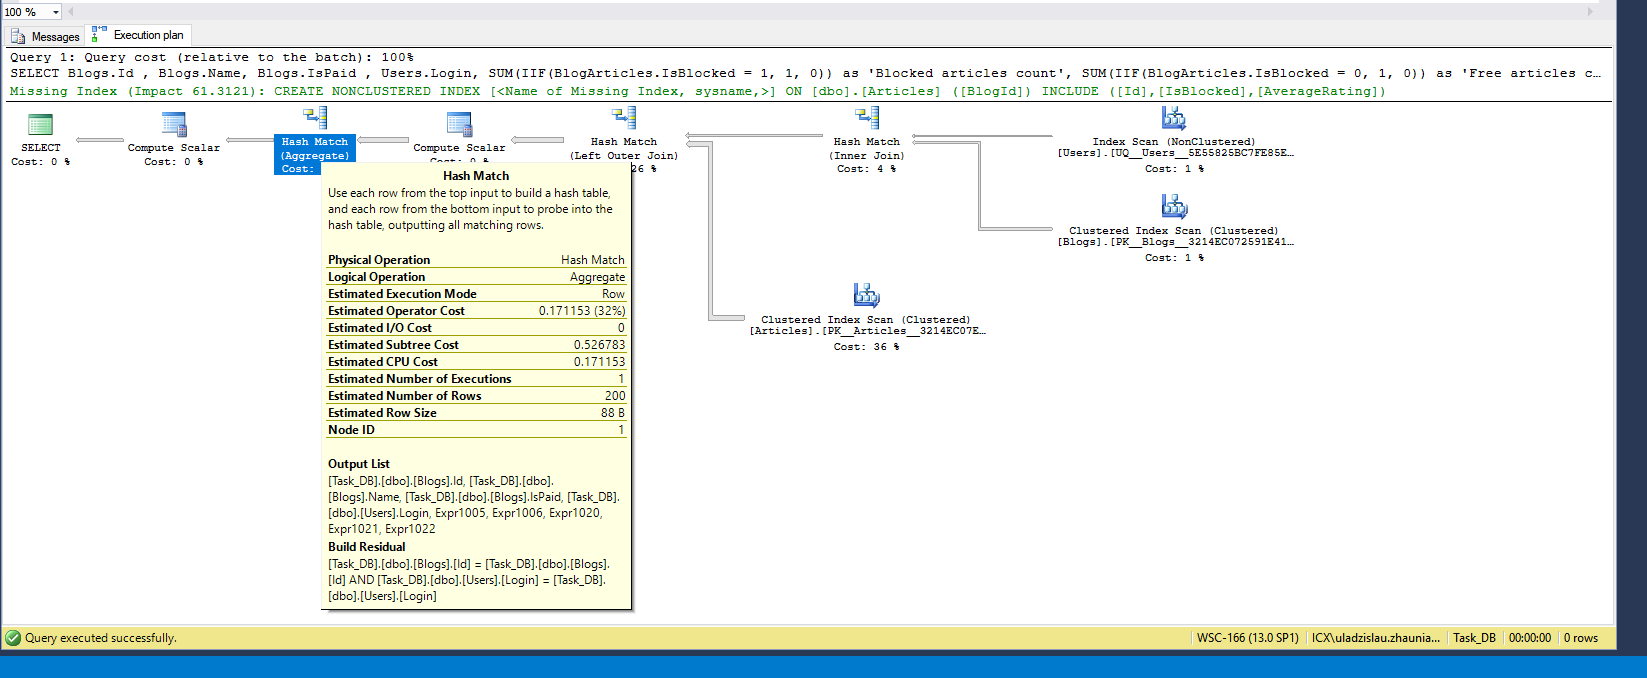 100 %
Messages
Execution plan
Query 1: Query cost (relative to the batch): 100%
SELECT Blogs.Id , Blogs.Name, Blogs.IsPaid , Users.Login, SUM(IIF(BlogArticles.IsBlocked = 1, 1, 0)) as 'Blocked articles count', SUM(IIF(BlogArticles.IsBlocked = 0, 1, 0)) as 'Free articles c…
Missing Index (Impact 61.3121): CREATE NONCLUSTERED INDEX [<Name of Missing Index, sysname,>] ON [dbo].[Articles] ([BlogId]) INCLUDE ([Id],[IsBlocked],[AverageRating])
SELECT
Cost: 0 %
Compute Scalar
Cost: 0 %
Hash Match
(Aggregate)
Cost:
Compute Scalar
Cost: 0 %
Hash Match
(Left Outer Join)
26 %
Hash Match
(Inner Join)
Cost: 4 %
Index Scan (NonClustered)
[Users].[UQ__Users__5E55825BC7FE85E…
Cost: 1 %
Clustered Index Scan (Clustered)
[Blogs].[PK__Blogs__3214EC072591E41…
Cost: 1 %
Clustered Index Scan (Clustered)
[Articles].[PK__Articles__3214EC07E…
Cost: 36 %
Hash Match
Use each row from the top input to build a hash table,
and each row from the bottom input to probe into the
hash table, outputting all matching rows.
Physical Operation Hash Match
Logical Operation Aggregate
Estimated Execution Mode Row
Estimated Operator Cost 0.171153 (32%)
Estimated I/O Cost 0
Estimated Subtree Cost 0.526783
Estimated CPU Cost 0.171153
Estimated Number of Executions 1
Estimated Number of Rows 200
Estimated Row Size 88 B
Node ID 1
Output List
[Task_DB].[dbo].[Blogs].Id, [Task_DB].[dbo].
[Blogs].Name, [Task_DB].[dbo].[Blogs].IsPaid, [Task_DB].
[dbo].[Users].Login, Expr1005, Expr1006, Expr1020,
Expr1021, Expr1022
Build Residual
[Task_DB].[dbo].[Blogs].[Id] = [Task_DB].[dbo].[Blogs].
[Id] AND [Task_DB].[dbo].[Users].[Login] = [Task_DB].
[dbo].[Users].[Login]
Query executed successfully.
WSC-166 (13.0 SP1)
ICX\uladzislau.zhaunia...
Task_DB
00:00:00
0 rows